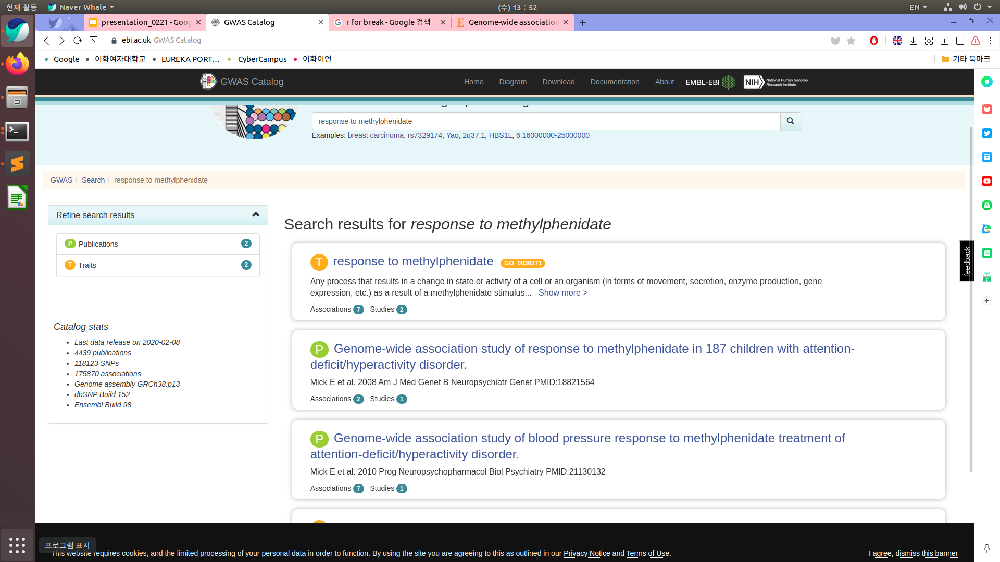 현재 활동
Naver Whale
(수) 13 : 52
EN
presentation_0221 - Goog
GWAS Catalog
r for break - Google 검색
Genome-wide association
ebi.ac.uk GWAS Catalog
Google
이화여자대학교
EUREKA PORT...
CyberCampus
이화이언
기타 북마크
GWAS Catalog
Home
Diagram
Download
Documentation
About
EMBL-EBI
NIH National Human Genome
Research Institute
response to methylphenidate
Examples: breast carcinoma, rs7329174, Yao, 2q37.1, HBS1L, 6:16000000-25000000
GWAS / Search / response to methylphenidate
Refine search results
P Publications 2
T Traits 2
Catalog stats
• Last data release on 2020-02-08
• 4439 publications
• 118123 SNPs
• 175870 associations
• Genome assembly GRCh38.p13
• dbSNP Build 152
• Ensembl Build 98
Search results for response to methylphenidate
T response to methylphenidate GO_0036271
Any process that results in a change in state or activity of a cell or an organism (in terms of movement, secretion, enzyme production, gene
expression, etc.) as a result of a methylphenidate stimulus... Show more >
Associations 7 Studies 2
P Genome-wide association study of response to methylphenidate in 187 children with attention-
deficit/hyperactivity disorder.
Mick E et al. 2008 Am J Med Genet B Neuropsychiatr Genet PMID:18821564
Associations 2 Studies 1
P Genome-wide association study of blood pressure response to methylphenidate treatment of
attention-deficit/hyperactivity disorder.
Mick E et al. 2010 Prog Neuropsychopharmacol Biol Psychiatry PMID:21130132
Associations 7 Studies 1
feedback
프로그램 표시
This website requires cookies, and the limited processing of your personal data in order to function. By using the site you are agreeing to this as outlined in our Privacy Notice and Terms of Use.
I agree, dismiss this banner